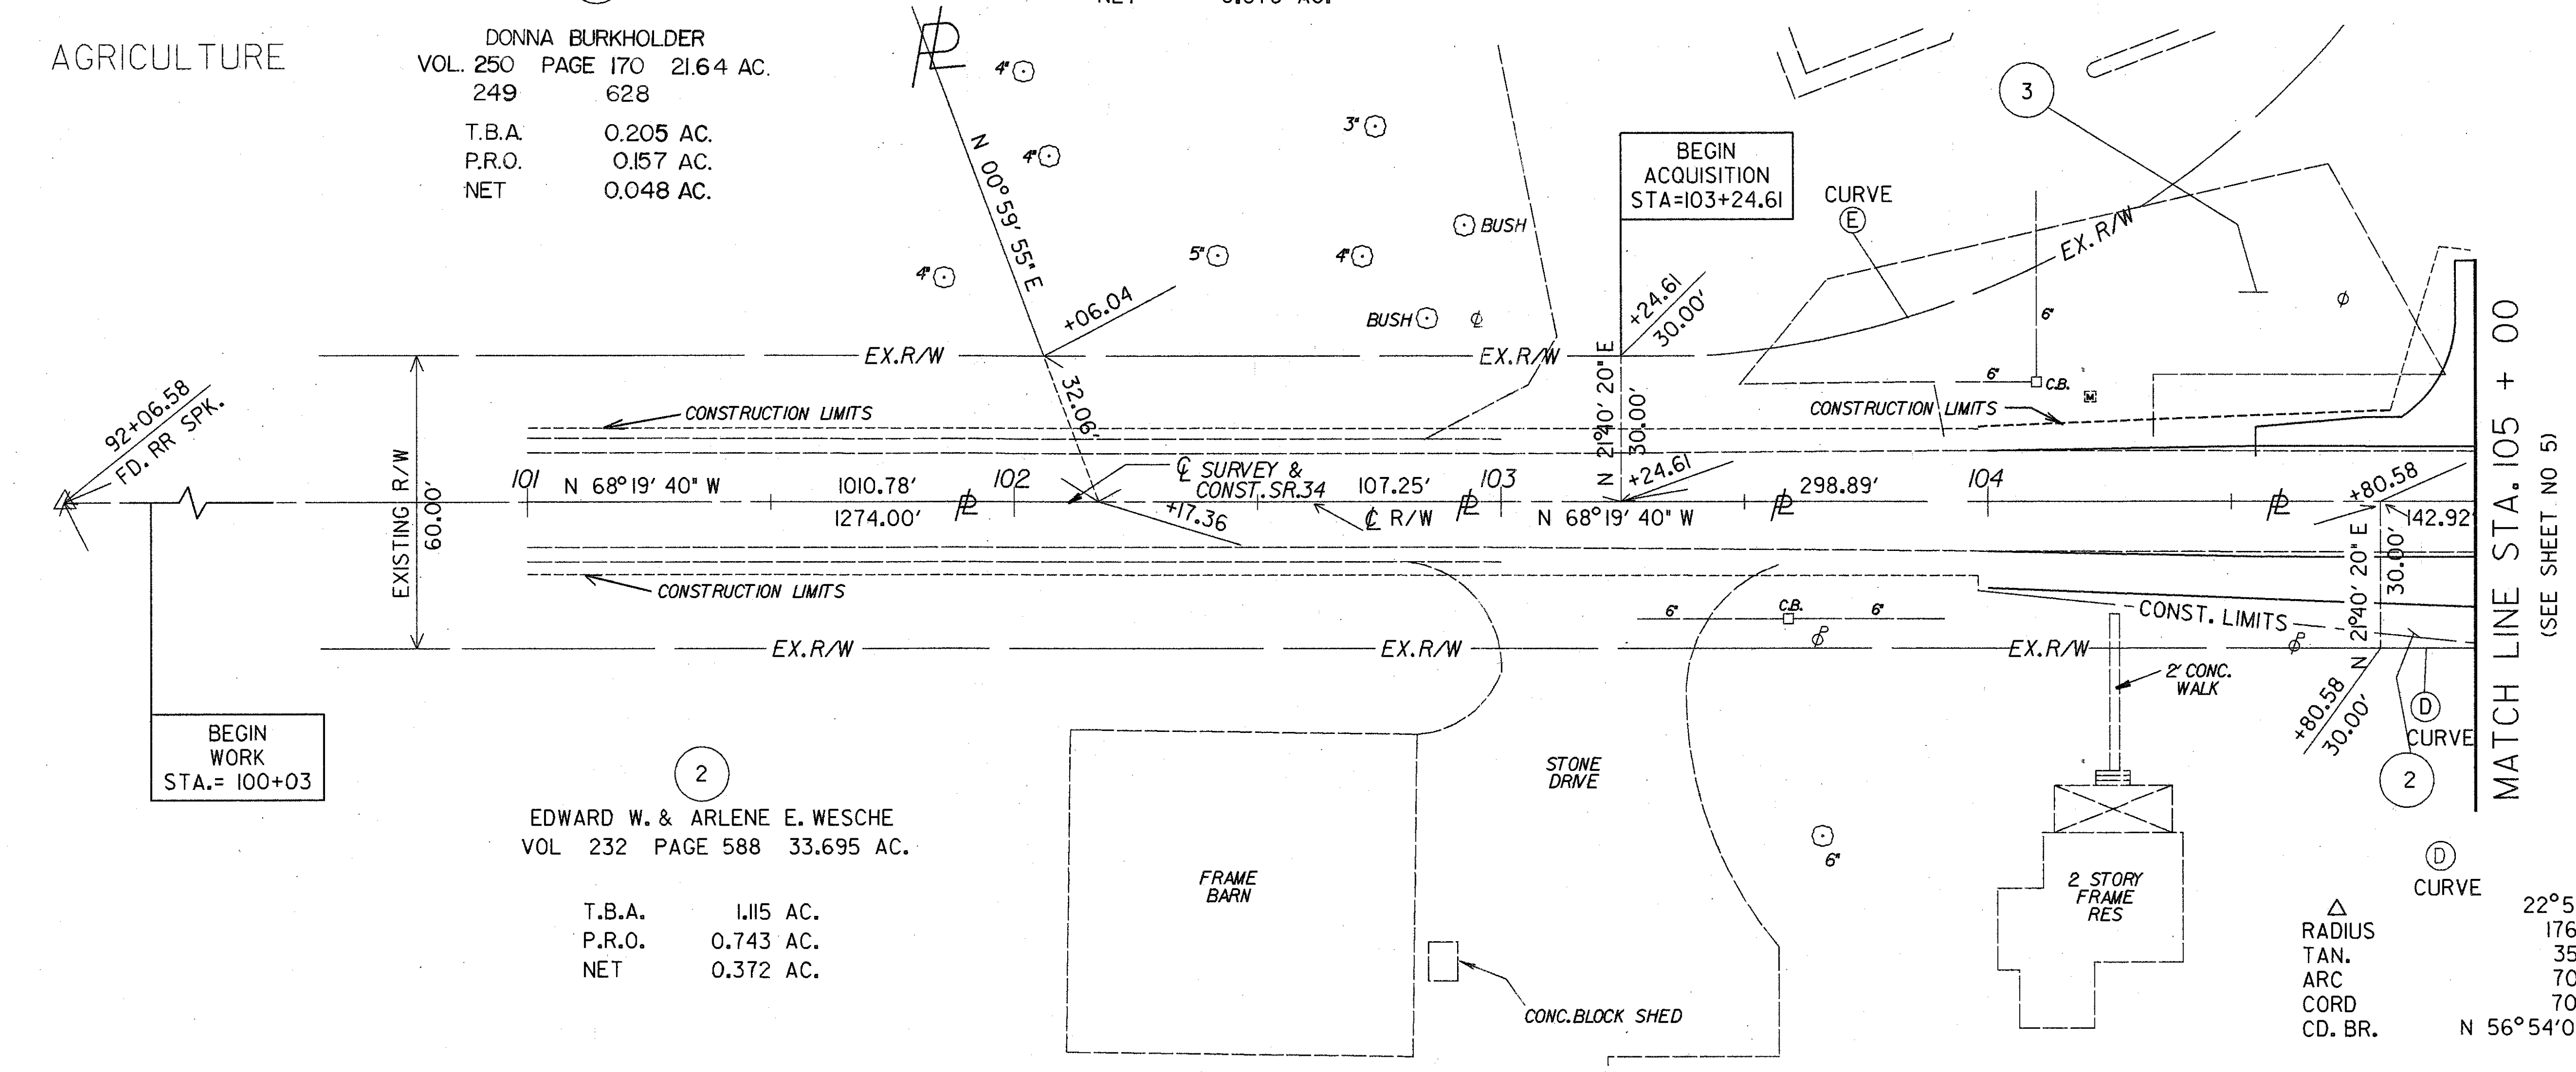 AGRICULTURE
DONNA BURKHOLDER
VOL. 250 PAGE 170 21.64 AC.
249 628
T.B.A. 0.205 AC.
P.R.O. 0.157 AC.
NET 0.048 AC.
4"
4"
4"
5"
3"
4"
BUSH
BUSH
N 00°59'55" E
+06.04
32.06'
BEGIN
ACQUISITION
STA=103+24.61
CURVE
E
3
EX.R/W
EX.R/W
EX.R/W
+24.61
30.00'
N 21°40'20" E
30.00'
+24.61
6"
6"
C.B.
M
CONSTRUCTION LIMITS
CONSTRUCTION LIMITS
92+06.58
FD. RR SPK.
EXISTING R/W
60.00'
101
N 68°19'40" W
1010.78'
1274.00'
102
℄ SURVEY &
CONST. SR.34
+17.36
107.25'
℄ R/W
103
N 68°19'40" W
298.89'
104
+80.58
142.92'
N 21°40'20" E
30.00'
MATCH LINE STA. 105 + 00
(SEE SHEET NO 5)
CONSTRUCTION LIMITS
6"
C.B.
6"
CONST. LIMITS
EX.R/W
EX.R/W
EX.R/W
2' CONC.
WALK
+80.58
30.00'
D
CURVE
2
BEGIN
WORK
STA.= 100+03
2
EDWARD W. & ARLENE E. WESCHE
VOL 232 PAGE 588 33.695 AC.
T.B.A. 1.115 AC.
P.R.O. 0.743 AC.
NET 0.372 AC.
FRAME
BARN
STONE
DRIVE
CONC. BLOCK SHED
6"
2 STORY
FRAME
RES
D
CURVE
△ 22°5
RADIUS 176
TAN. 35
ARC 70
CORD 70
CD. BR. N 56°54'0